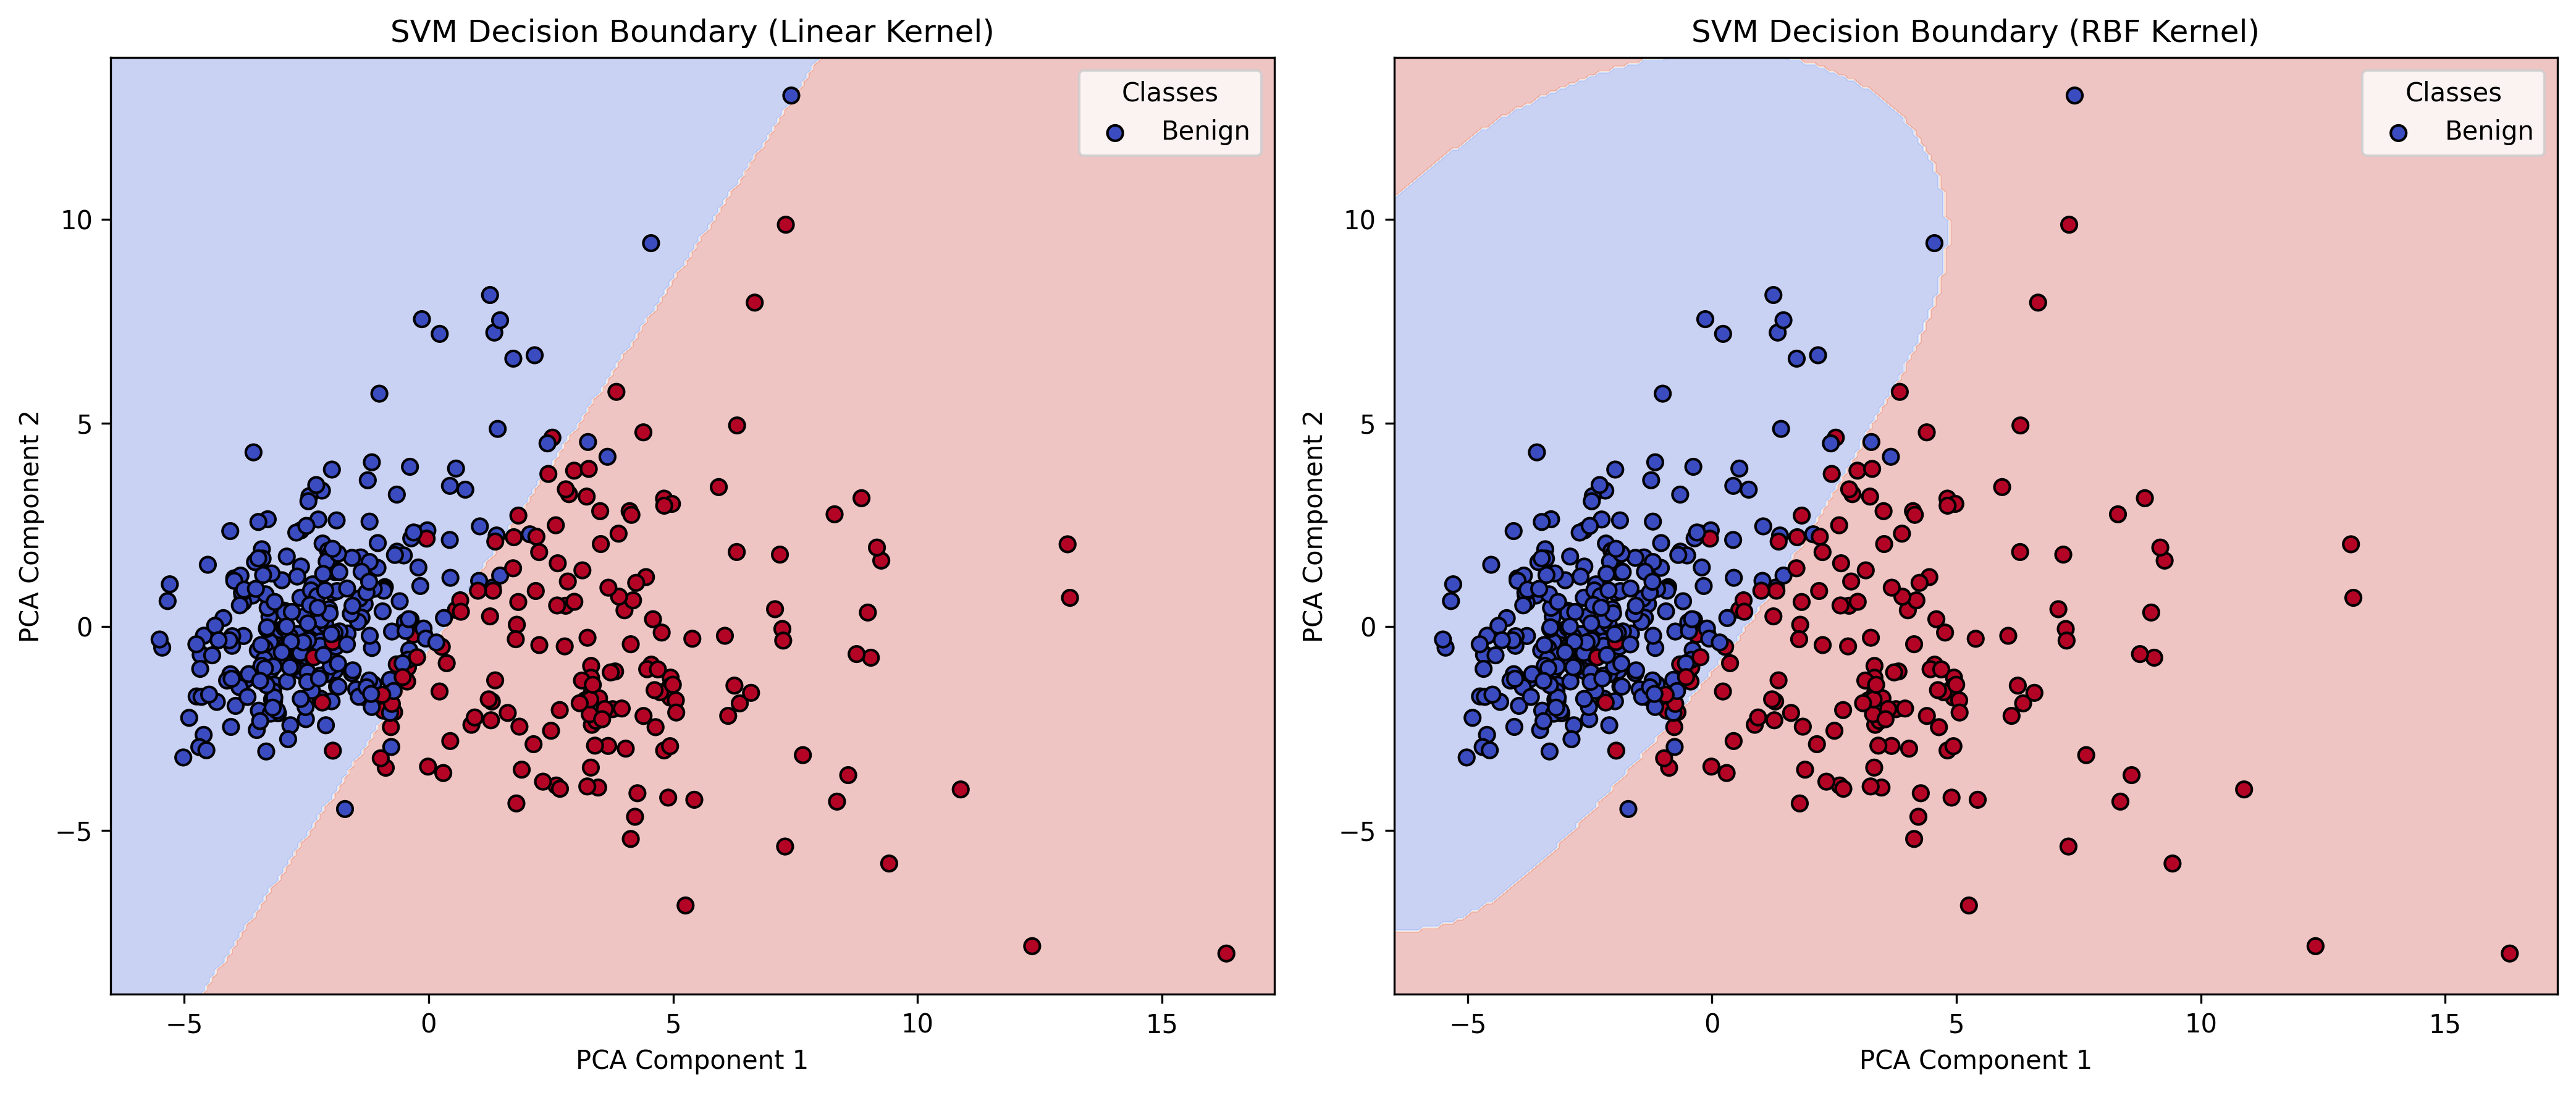 SVM Decision Boundary (Linear Kernel)
Classes
Benign
10
5
0
−5
PCA Component 2
−5 0 5 10 15
PCA Component 1
SVM Decision Boundary (RBF Kernel)
Classes
Benign
10
5
0
−5
PCA Component 2
−5 0 5 10 15
PCA Component 1